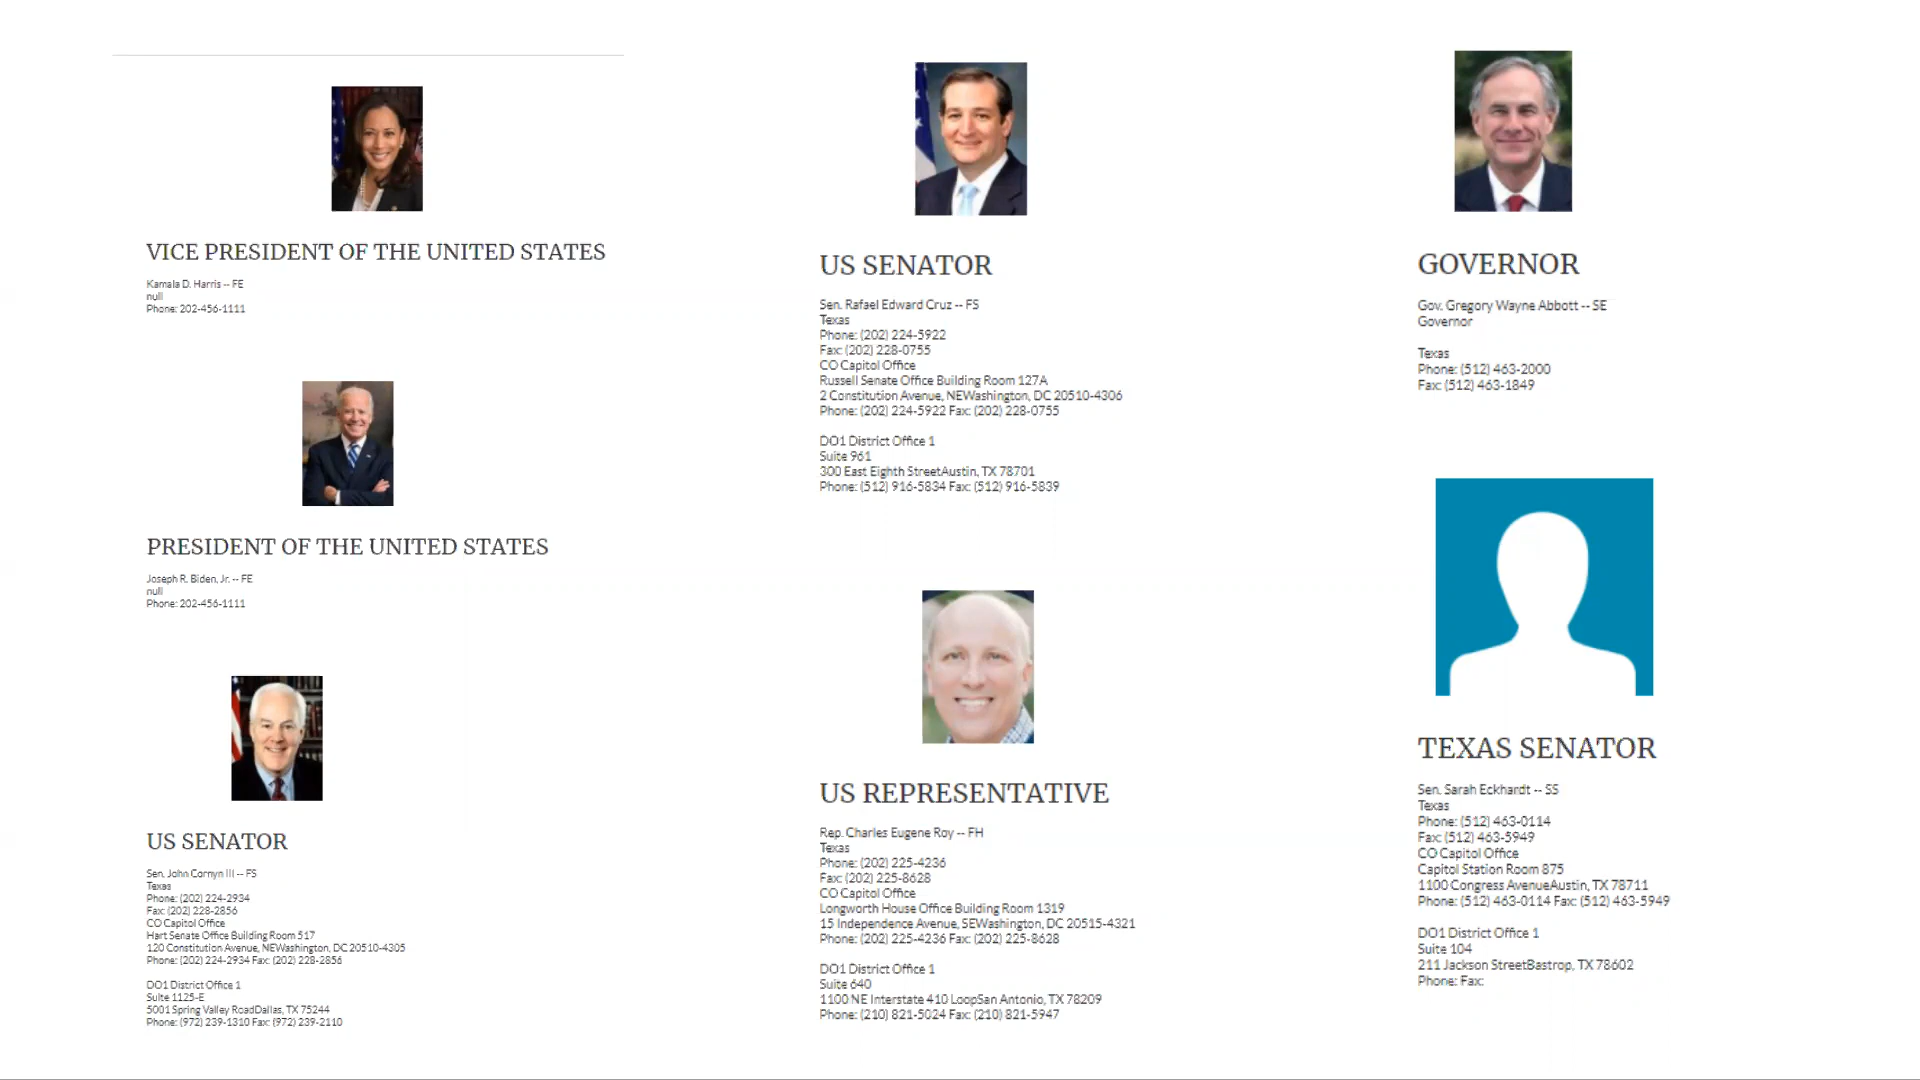 VICE PRESIDENT OF THE UNITED STATES
Kamala D. Harris -- FE
null
Phone: 202-456-1111
PRESIDENT OF THE UNITED STATES
Joseph R. Biden, Jr. -- FE
null
Phone: 202-456-1111
US SENATOR
Sen. John Cornyn III -- FS
Texas
Phone: (202) 224-2934
Fax: (202) 228-2856
CO Capitol Office
Hart Senate Office Building Room 517
120 Constitution Avenue, NEWashington, DC 20510-4305
Phone: (202) 224-2934 Fax: (202) 228-2856
DO1 District Office 1
Suite 1125-E
5001 Spring Valley RoadDallas, TX 75244
Phone: (972) 239-1310 Fax: (972) 239-2110
US SENATOR
Sen. Rafael Edward Cruz -- FS
Texas
Phone: (202) 224-5922
Fax: (202) 228-0755
CO Capitol Office
Russell Senate Office Building Room 127A
2 Constitution Avenue, NEWashington, DC 20510-4306
Phone: (202) 224-5922 Fax: (202) 228-0755
DO1 District Office 1
Suite 961
300 East Eighth StreetAustin, TX 78701
Phone: (512) 916-5834 Fax: (512) 916-5839
US REPRESENTATIVE
Rep. Charles Eugene Roy -- FH
Texas
Phone: (202) 225-4236
Fax: (202) 225-8628
CO Capitol Office
Longworth House Office Building Room 1319
15 Independence Avenue, SEWashington, DC 20515-4321
Phone: (202) 225-4236 Fax: (202) 225-8628
DO1 District Office 1
Suite 640
1100 NE Interstate 410 LoopSan Antonio, TX 78209
Phone: (210) 821-5024 Fax: (210) 821-5947
GOVERNOR
Gov. Gregory Wayne Abbott -- SE
Governor
Texas
Phone: (512) 463-2000
Fax: (512) 463-1849
TEXAS SENATOR
Sen. Sarah Eckhardt -- SS
Texas
Phone: (512) 463-0114
Fax: (512) 463-5949
CO Capitol Office
Capitol Station Room 875
1100 Congress AvenueAustin, TX 78711
Phone: (512) 463-0114 Fax: (512) 463-5949
DO1 District Office 1
Suite 104
211 Jackson StreetBastrop, TX 78602
Phone: Fax: